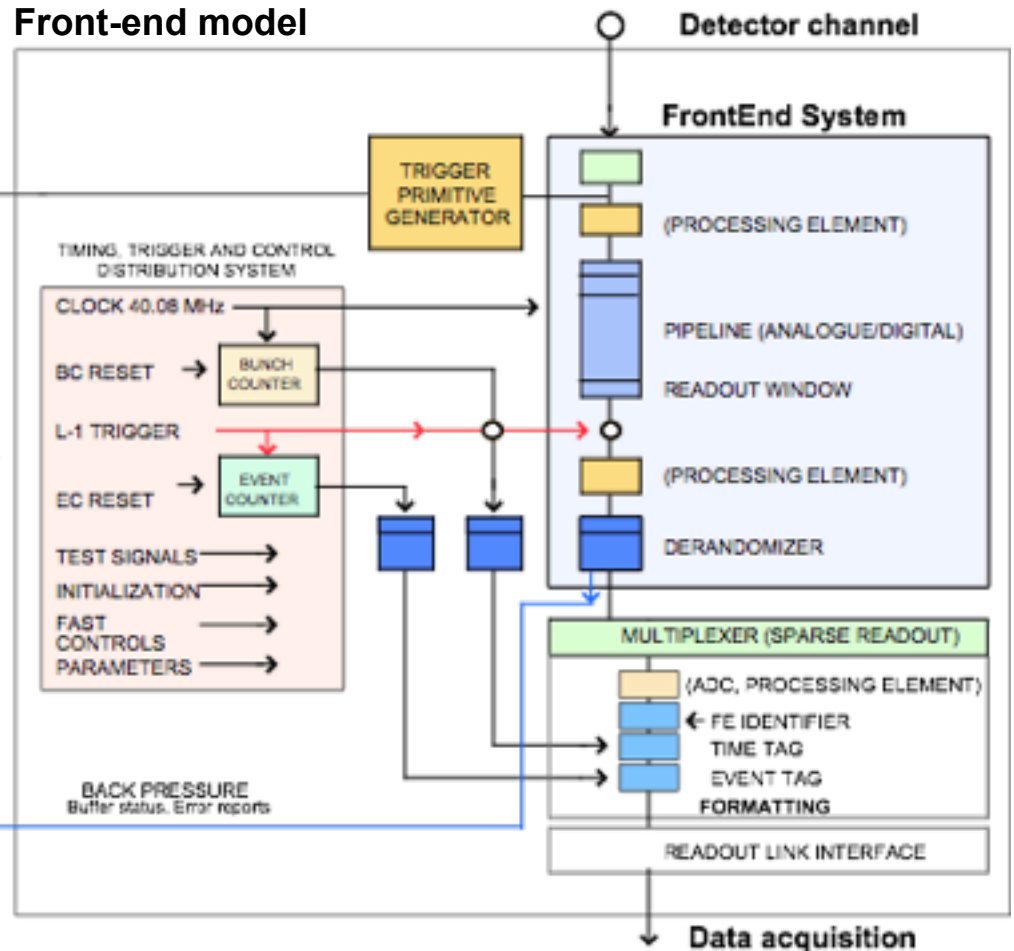 Front-end model
Detector channel
FrontEnd System
TRIGGER
PRIMITIVE
GENERATOR
(PROCESSING ELEMENT)
TIMING, TRIGGER AND CONTROL
DISTRIBUTION SYSTEM
CLOCK 40.08 MHz
PIPELINE (ANALOGUE/DIGITAL)
BUNCH
COUNTER
BC RESET
READOUT WINDOW
L-1 TRIGGER
EVENT
COUNTER
(PROCESSING ELEMENT)
EC RESET
DERANDOMIZER
TEST SIGNALS
INITIALIZATION
FAST
CONTROLS
PARAMETERS
MULTIPLEXER (SPARSE READOUT)
(ADC, PROCESSING ELEMENT)
FE IDENTIFIER
TIME TAG
EVENT TAG
FORMATTING
BACK PRESSURE
Buffer status. Error reports
READOUT LINK INTERFACE
Data acquisition